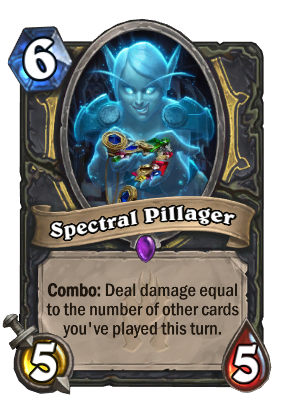 6
Spectral Pillager
Combo: Deal damage equal
to the number of other cards
you've played this turn.
5
5